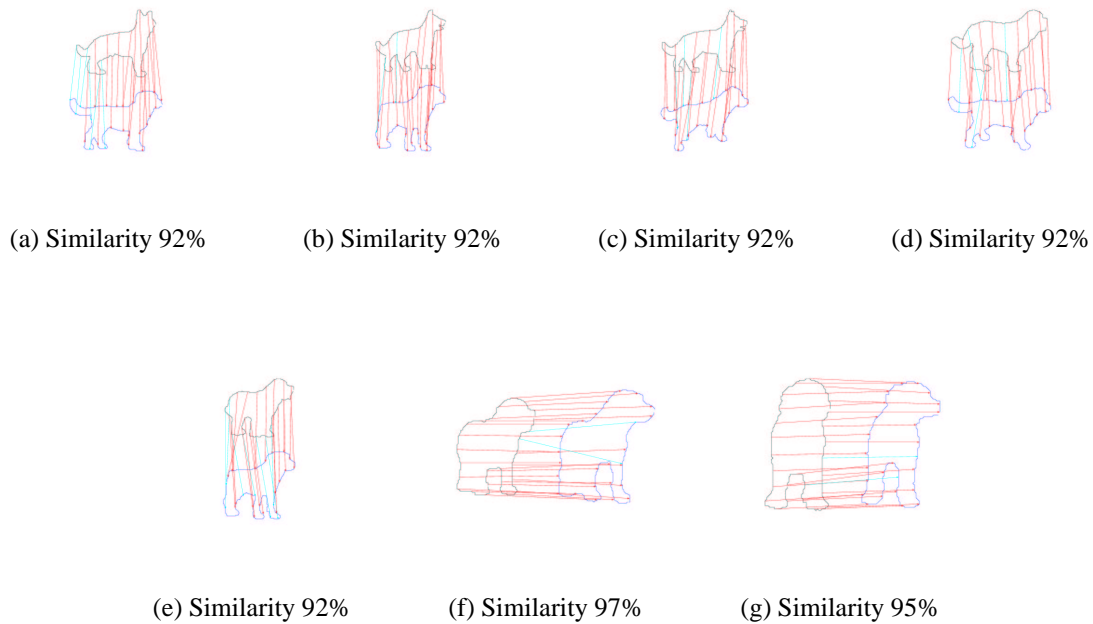 (a) Similarity 92%
(b) Similarity 92%
(c) Similarity 92%
(d) Similarity 92%
(e) Similarity 92%
(f) Similarity 97%
(g) Similarity 95%